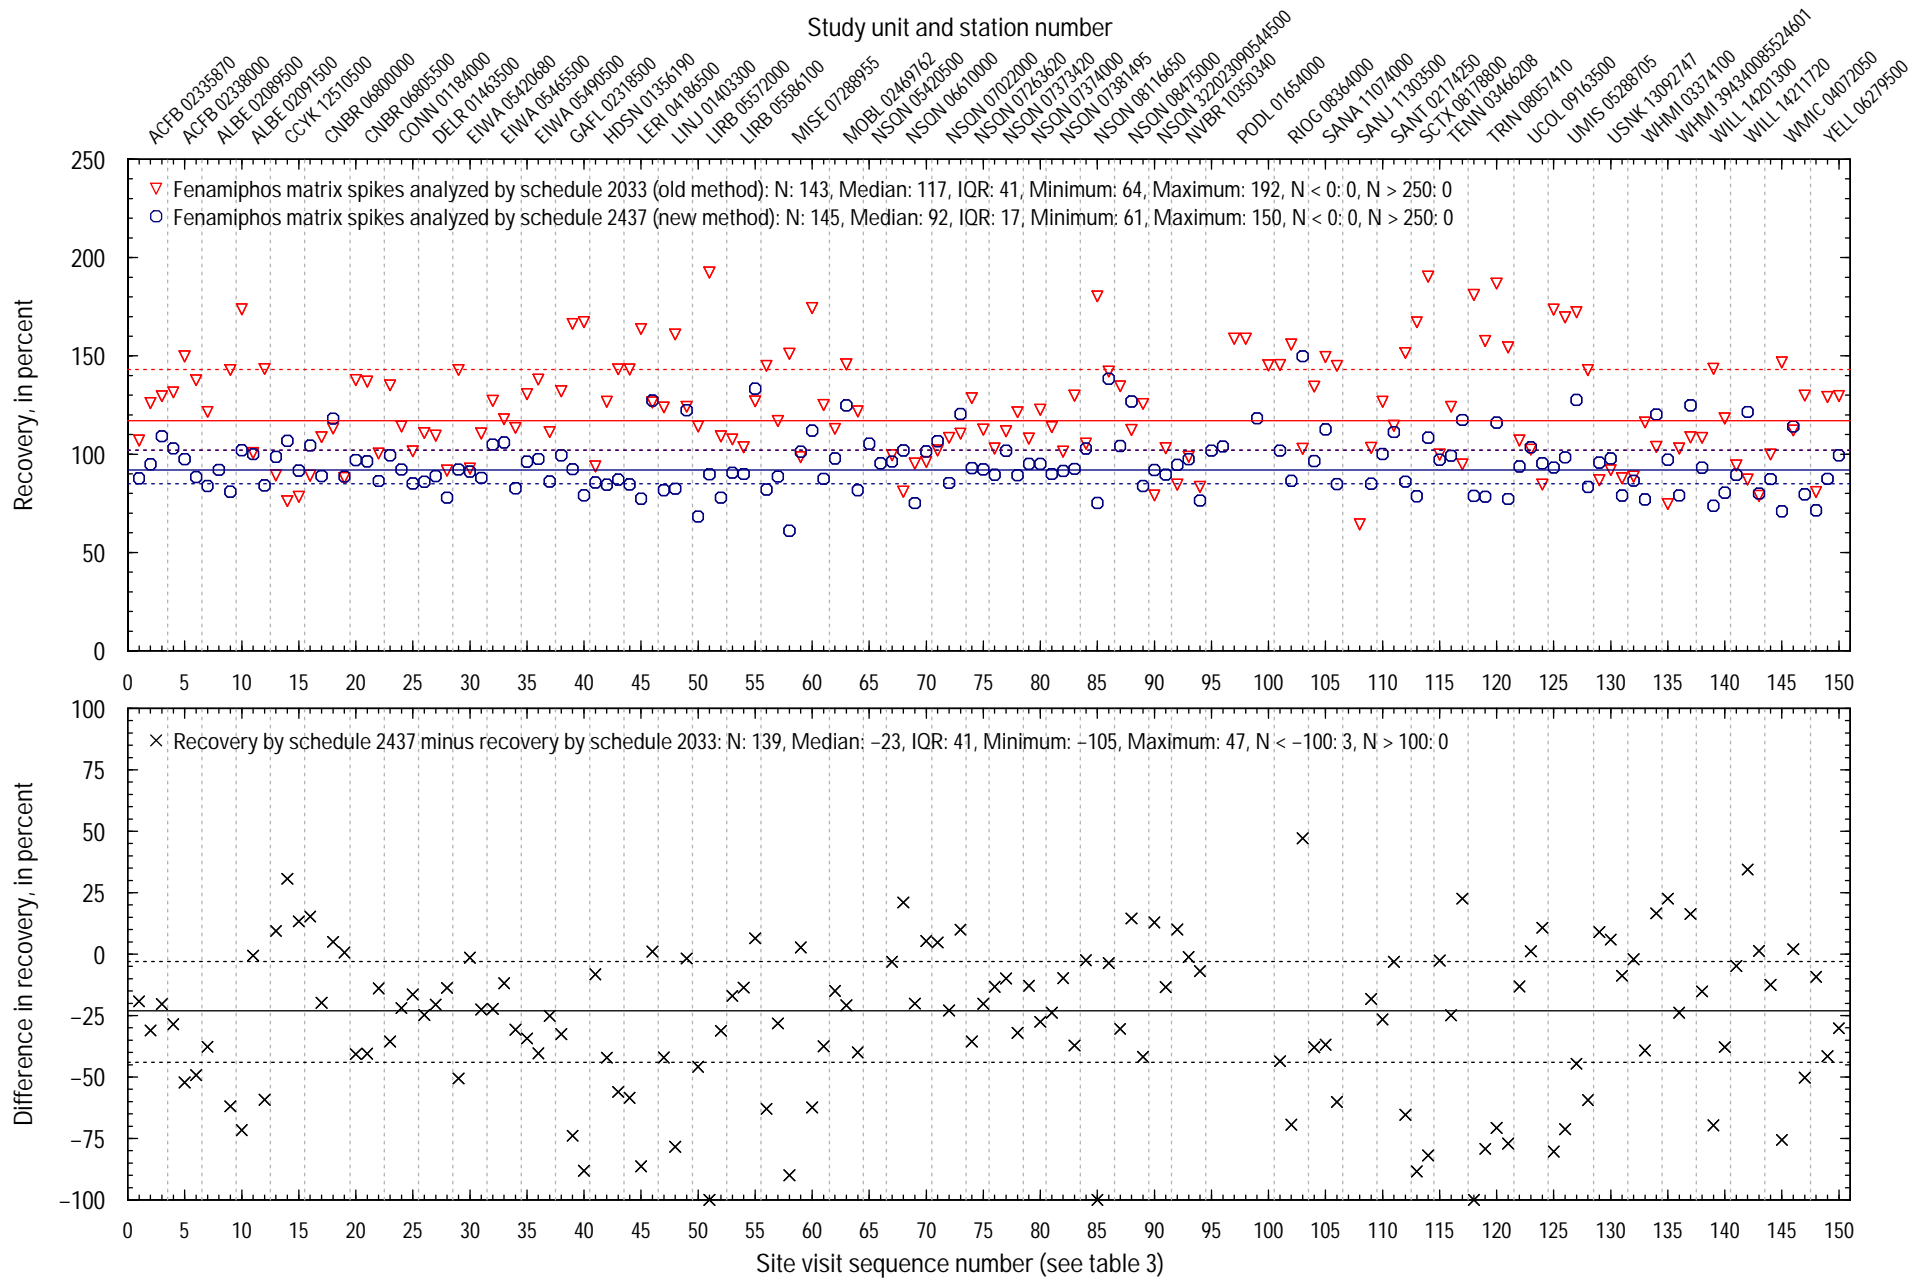 Study unit and station number
ACFB 02335870
ACFB 02338000
ALBE 02089500
ALBE 02091500
CCYK 12510500
CNBR 06800000
CNBR 06805500
CONN 01184000
DELR 01463500
EIWA 05420680
EIWA 05465500
EIWA 05490500
GAFL 02318500
HDSN 01356190
LERI 04186500
LINJ 01403300
LIRB 05572000
LIRB 05586100
MISE 07288955
MOBL 02469762
NSON 05420500
NSON 06610000
NSON 07022000
NSON 07263620
NSON 07373420
NSON 07374000
NSON 07381495
NSON 08116650
NSON 08475000
NSON 322023090544500
NVBR 10350340
PODL 01654000
RIOG 08364000
SANA 11074000
SANJ 11303500
SANT 02174250
SCTX 08178800
TENN 03466208
TRIN 08057410
UCOL 09163500
UMIS 05288705
USNK 13092747
WHMI 03374100
WHMI 394340085524601
WILL 14201300
WILL 14211720
WMIC 04072050
YELL 06279500
Recovery, in percent
250
200
150
100
50
0
Fenamiphos matrix spikes analyzed by schedule 2033 (old method): N: 143, Median: 117, IQR: 41, Minimum: 64, Maximum: 192, N < 0: 0, N > 250: 0
Fenamiphos matrix spikes analyzed by schedule 2437 (new method): N: 145, Median: 92, IQR: 17, Minimum: 61, Maximum: 150, N < 0: 0, N > 250: 0
0 5 10 15 20 25 30 35 40 45 50 55 60 65 70 75 80 85 90 95 100 105 110 115 120 125 130 135 140 145 150
Difference in recovery, in percent
100
75
50
25
0
−25
−50
−75
−100
Recovery by schedule 2437 minus recovery by schedule 2033: N: 139, Median: −23, IQR: 41, Minimum: −105, Maximum: 47, N < −100: 3, N > 100: 0
0 5 10 15 20 25 30 35 40 45 50 55 60 65 70 75 80 85 90 95 100 105 110 115 120 125 130 135 140 145 150
Site visit sequence number (see table 3)